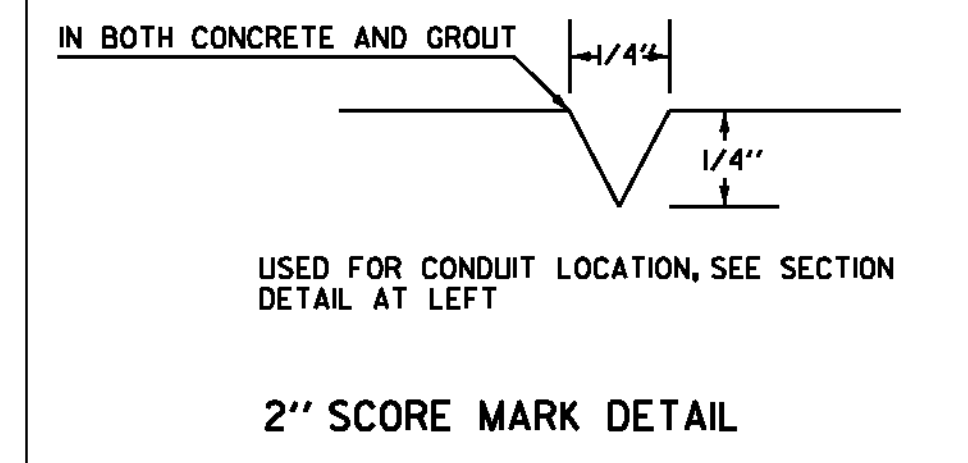 IN BOTH CONCRETE AND GROUT
1/4"
1/4"
USED FOR CONDUIT LOCATION, SEE SECTION
DETAIL AT LEFT
2" SCORE MARK DETAIL